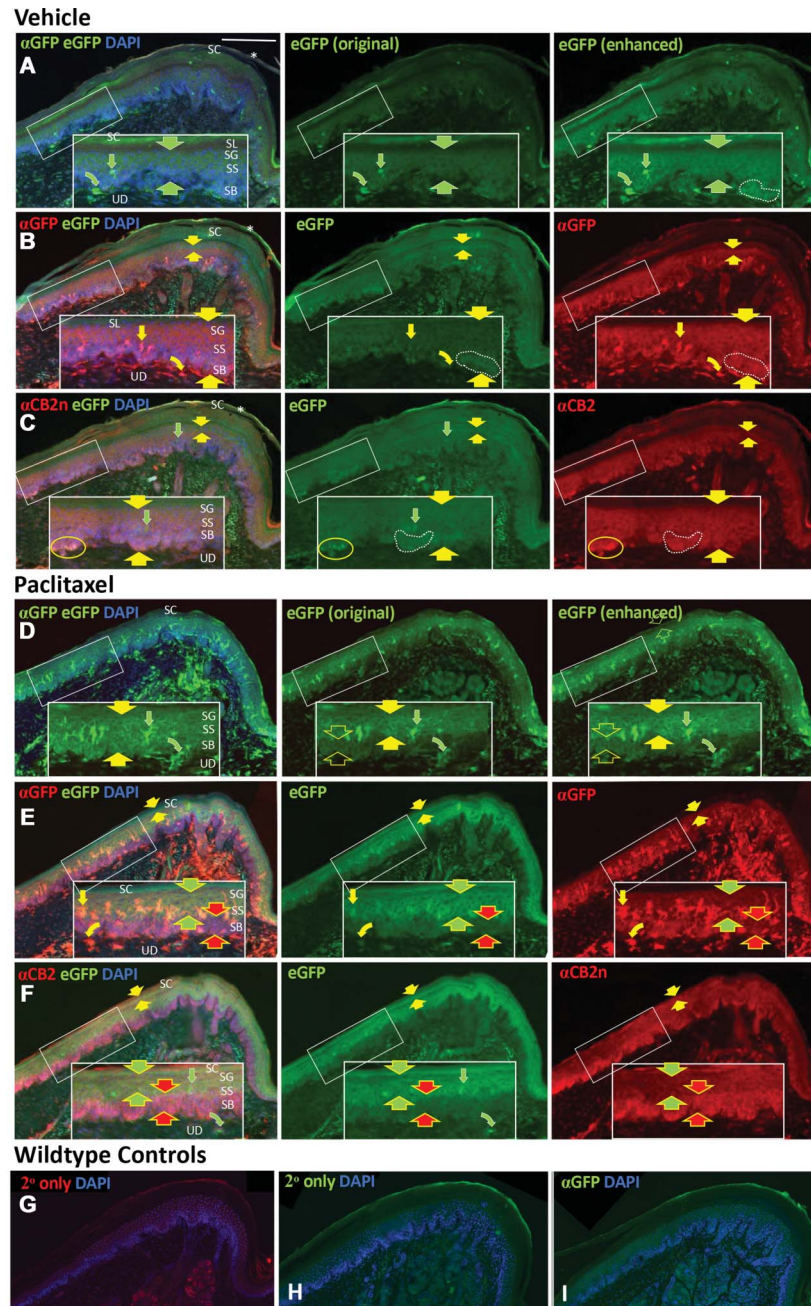 Vehicle
αGFP eGFP DAPI SC * eGFP (original) eGFP (enhanced)
A
SC SL
SG
SS
SB
UD
αGFP eGFP DAPI SC * eGFP αGFP
B
SL SG
SS
SB
UD
αCB2n eGFP DAPI SC * eGFP αCB2
C
SG
SS
SB
UD
Paclitaxel
αGFP eGFP DAPI SC eGFP (original) eGFP (enhanced)
D
SG
SS
SB
UD
αGFP eGFP DAPI SC eGFP αGFP
E
SC SG
SS
SB
UD
αCB2 eGFP DAPI SC eGFP αCB2n
F
SC
SG
SS
SB
UD
Wildtype Controls
2º only DAPI 2º only DAPI αGFP DAPI
G H I